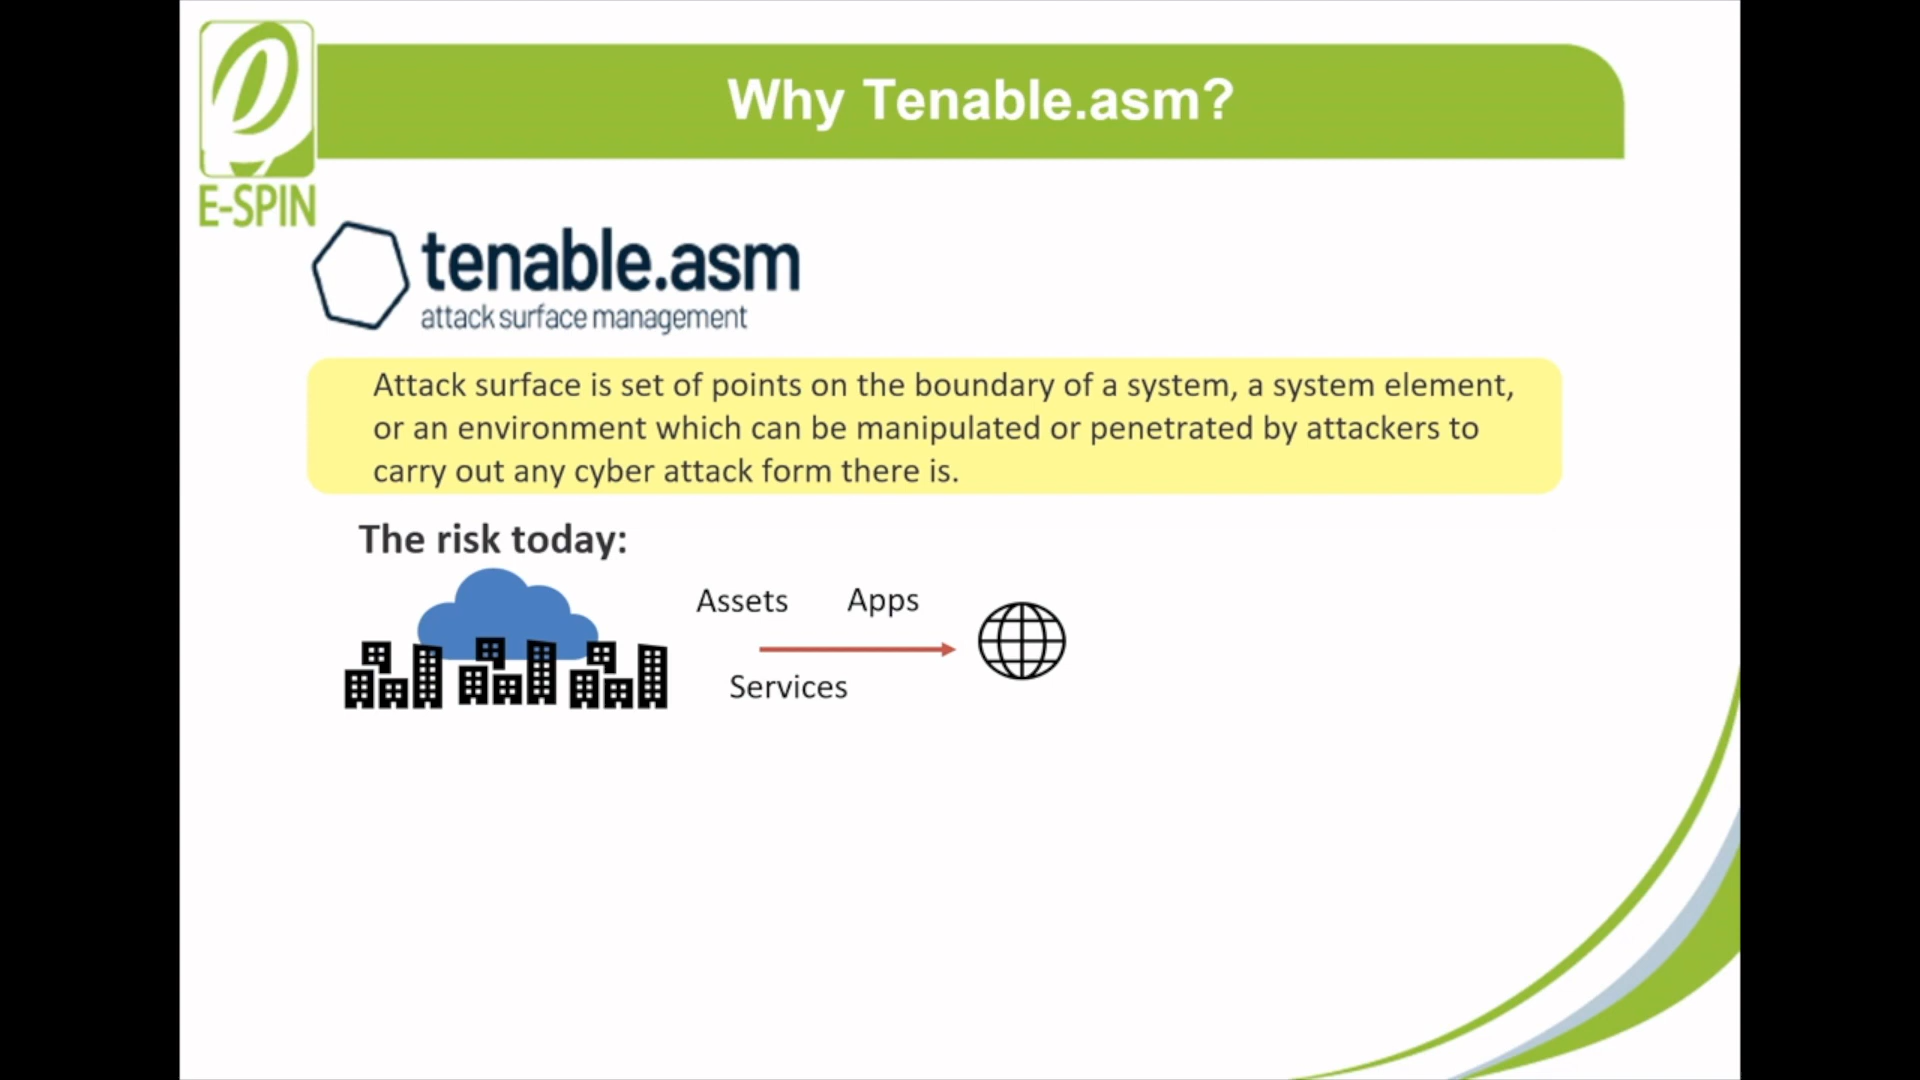 Why Tenable.asm?
E-SPIN
tenable.asm
attack surface management
Attack surface is set of points on the boundary of a system, a system element,
or an environment which can be manipulated or penetrated by attackers to
carry out any cyber attack form there is.
The risk today:
Assets Apps
Services